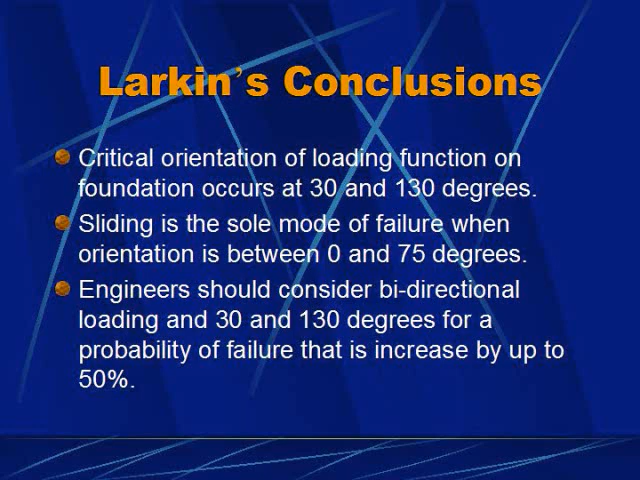 Larkin's Conclusions
Critical orientation of loading function on
foundation occurs at 30 and 130 degrees.
Sliding is the sole mode of failure when
orientation is between 0 and 75 degrees.
Engineers should consider bi-directional
loading and 30 and 130 degrees for a
probability of failure that is increase by up to
50%.